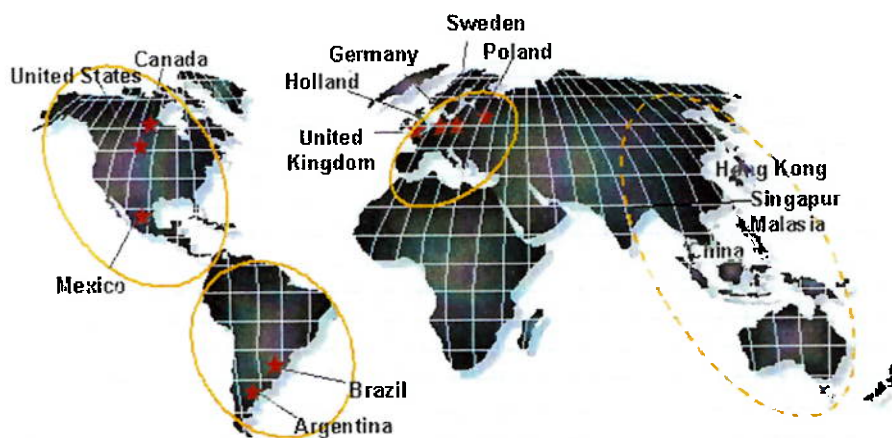 Sweden
Germany
Poland
Canada
United States
Holland
United
Kingdom
Hong Kong
Singapur
Malasia
China
Mexico
Brazil
Argentina